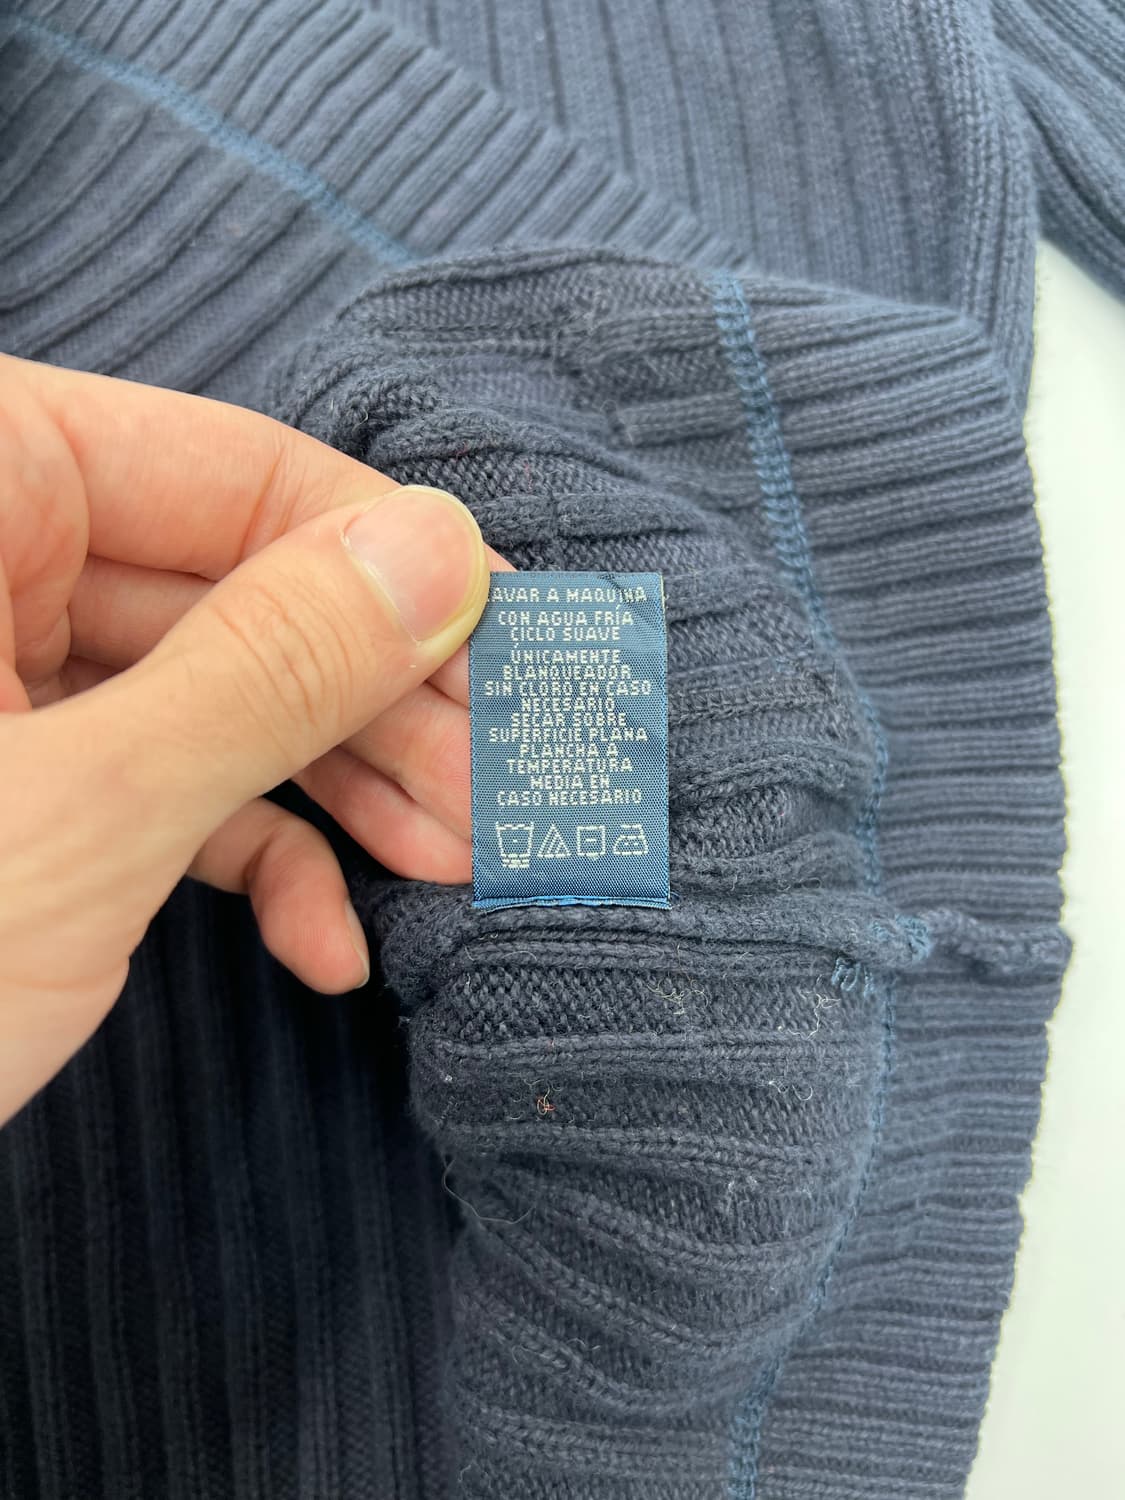 LAVAR A MAQUINA
CON AGUA FRÍA
CICLO SUAVE
ÚNICAMENTE
BLANQUEADOR
SIN CLORO EN CASO
NECESARIO
SECAR SOBRE
SUPERFICIE PLANA
PLANCHA A
TEMPERATURA
MEDIA EN
CASO NECESARIO